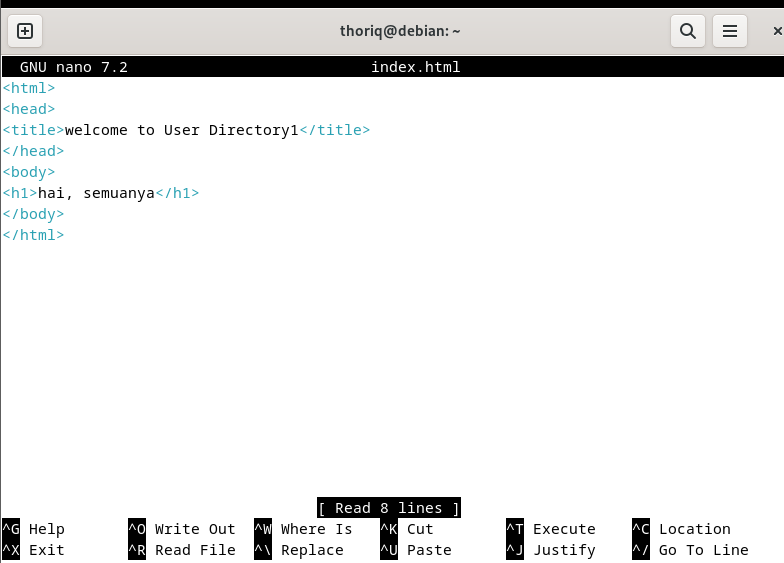 thoriq@debian: ~
GNU nano 7.2 index.html
<html>
<head>
<title>welcome to User Directory1</title>
</head>
<body>
<h1>hai, semuanya</h1>
</body>
</html>
[ Read 8 lines ]
^G Help ^O Write Out ^W Where Is ^K Cut ^T Execute ^C Location
^X Exit ^R Read File ^\ Replace ^U Paste ^J Justify ^/ Go To Line